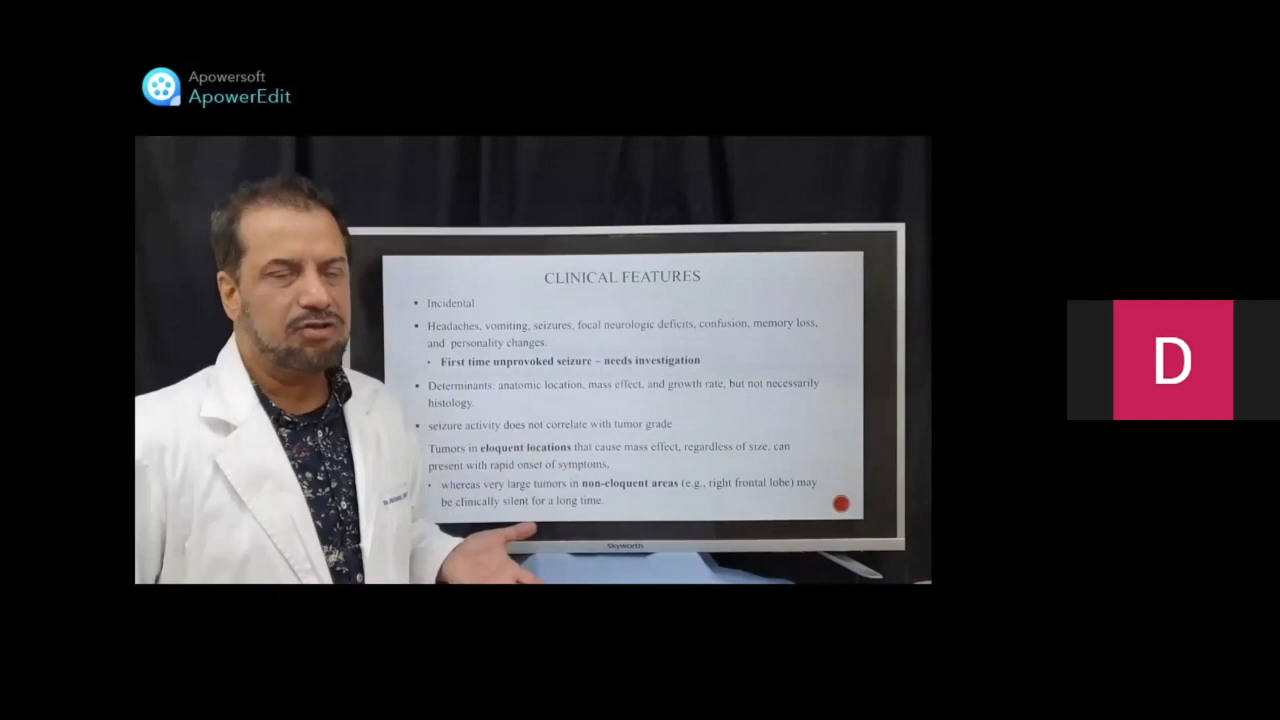 Apowersoft
ApowerEdit
CLINICAL FEATURES
▪ Incidental
▪ Headaches, vomiting, seizures, focal neurologic deficits, confusion, memory loss,
and personality changes.
• First time unprovoked seizure – needs investigation
▪ Determinants: anatomic location, mass effect, and growth rate, but not necessarily
histology.
▪ seizure activity does not correlate with tumor grade
Tumors in eloquent locations that cause mass effect, regardless of size, can
present with rapid onset of symptoms,
• whereas very large tumors in non-eloquent areas (e.g., right frontal lobe) may
be clinically silent for a long time.
Skyworth
D